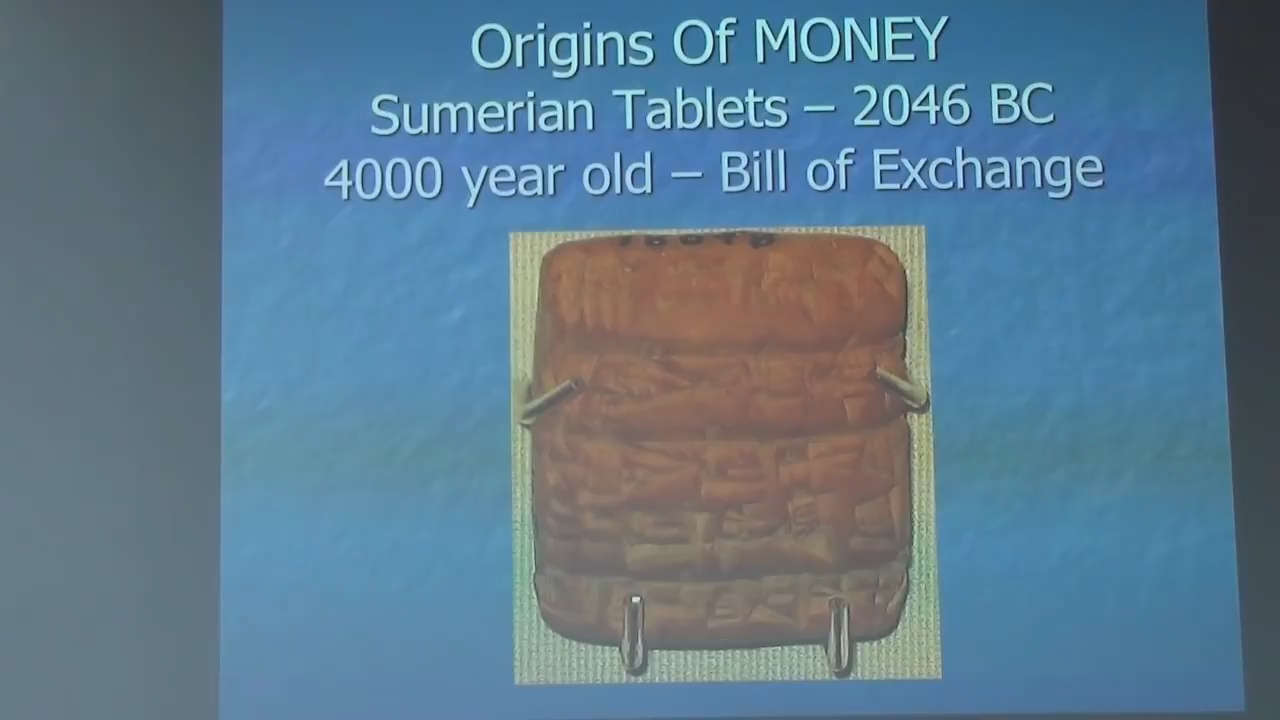 Origins Of MONEY
Sumerian Tablets – 2046 BC
4000 year old – Bill of Exchange